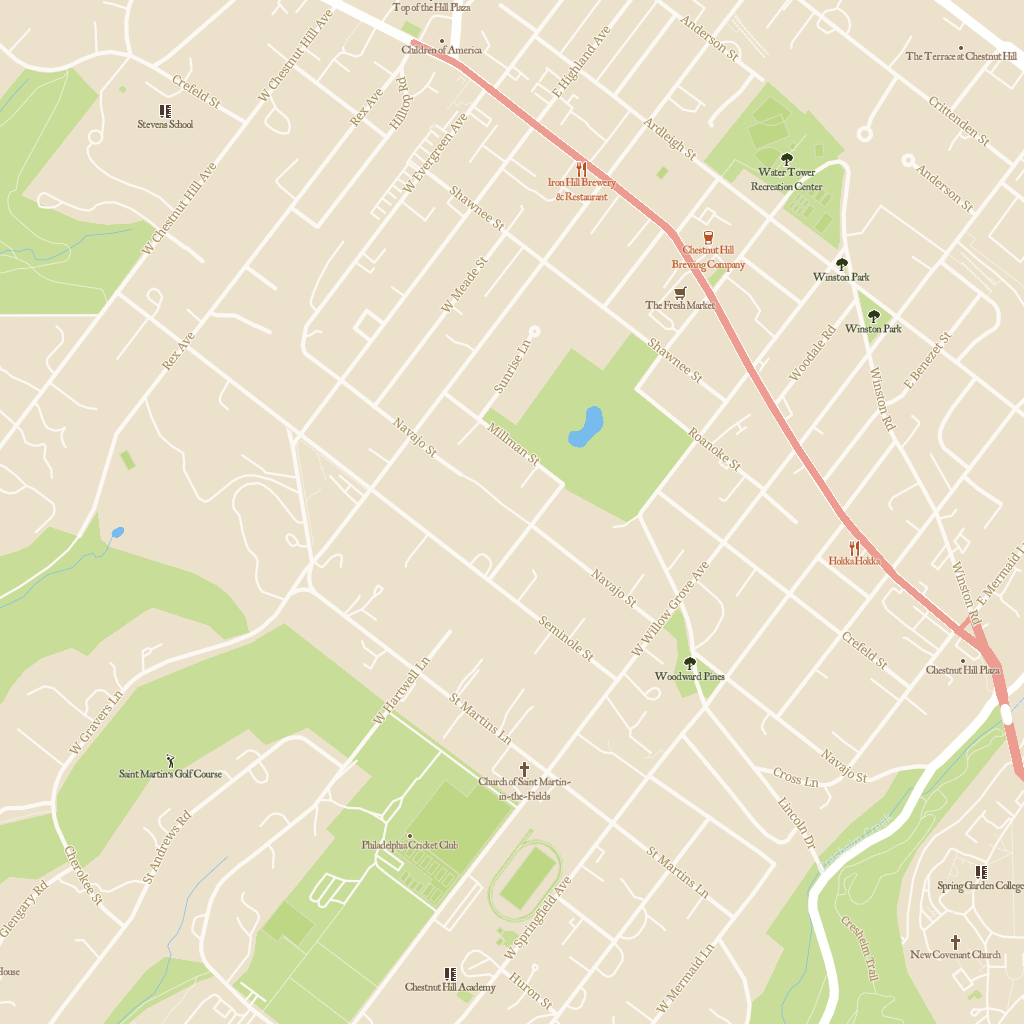 Top of the Hill Plaza
Children of America
W Chestnut Hill Ave
E Highland Ave
Anderson St
The Terrace at Chestnut Hill
Crefeld St
Rex Ave
Hilltop Rd
Stevens School
Crittenden St
Ardleigh St
W Evergreen Ave
Iron Hill Brewery
& Restaurant
Water Tower
Recreation Center
Anderson St
W Chestnut Hill Ave
Shawnee St
Chestnut Hill
Brewing Company
Winston Park
W Meade St
The Fresh Market
Winston Park
Rex Ave
Sunrise Ln
Shawnee St
Woodale Rd
E Benezet St
Winston Rd
Navajo St
Millman St
Roanoke St
Hokka Hokka
Winston Rd
E Mermaid Ln
Navajo St
W Willow Grove Ave
Seminole St
Crefeld St
Chestnut Hill Plaza
Woodward Pines
W Hartwell Ln
W Gravers Ln
St Martins Ln
Saint Martin's Golf Course
Church of Saint Martin-
in-the-Fields
Navajo St
Cross Ln
Lincoln Dr
St Andrews Rd
Philadelphia Cricket Club
Cherokee St
St Martins Ln
Spring Garden College
Glengary Rd
W Springfield Ave
Cresheim Trail
New Covenant Church
House
Chestnut Hill Academy
Huron St
W Mermaid Ln